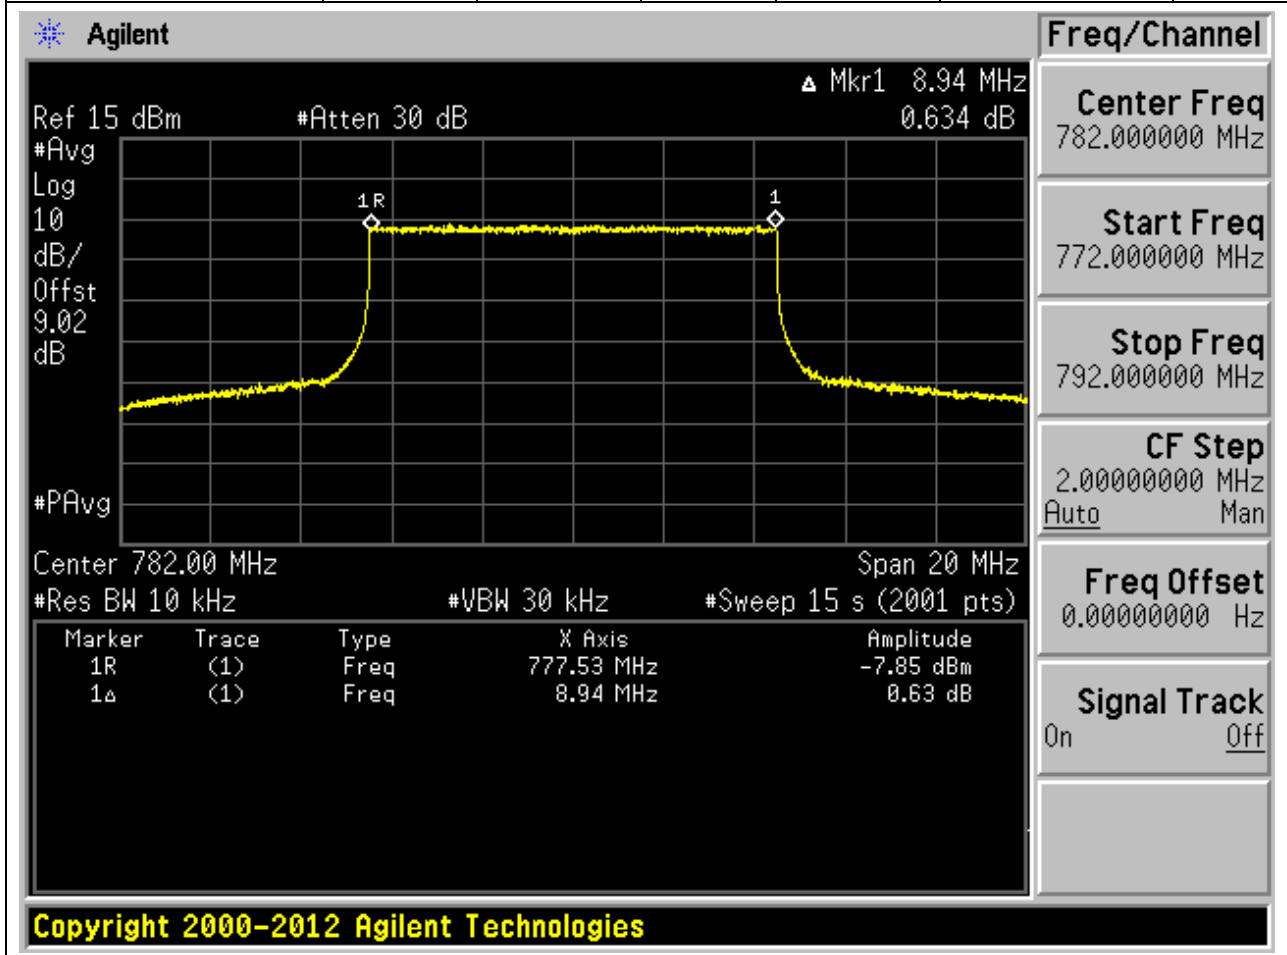 Agilent
Freq/Channel
Δ Mkr1 8.94 MHz
Ref 15 dBm #Atten 30 dB 0.634 dB
#Avg
Log
10
dB/
Offst
9.02
dB
1R
1
#PAvg
Center 782.00 MHz Span 20 MHz
#Res BW 10 kHz #VBW 30 kHz #Sweep 15 s (2001 pts)
Marker Trace Type X Axis Amplitude
1R (1) Freq 777.53 MHz -7.85 dBm
1Δ (1) Freq 8.94 MHz 0.63 dB
Center Freq
782.000000 MHz
Start Freq
772.000000 MHz
Stop Freq
792.000000 MHz
CF Step
2.00000000 MHz
Auto Man
Freq Offset
0.00000000 Hz
Signal Track
On Off
Copyright 2000-2012 Agilent Technologies